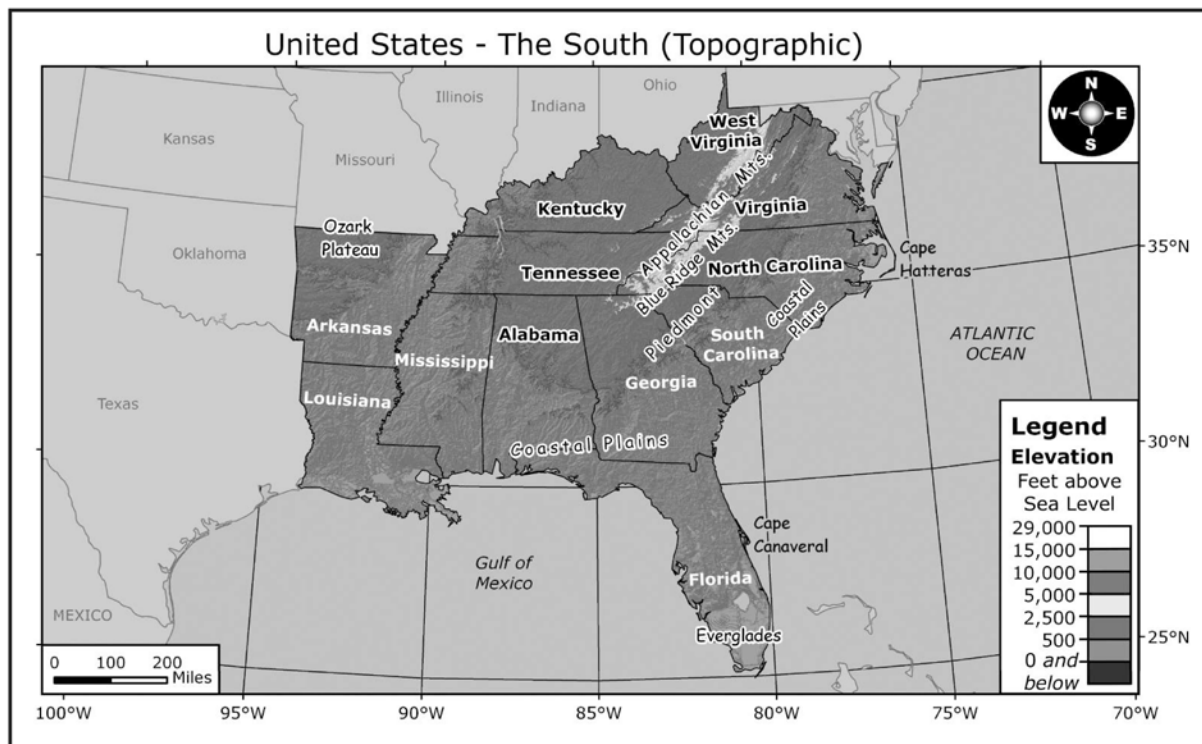 United States - The South (Topographic)
N
W E
S
Illinois
Indiana
Ohio
Kansas
Missouri
West
Virginia
Kentucky
Virginia
Appalachian Mts.
Blue Ridge Mts.
Ozark
Plateau
Oklahoma
Tennessee
North Carolina
Cape
Hatteras
35°N
Piedmont
Coastal
Plains
Arkansas
Alabama
South
Carolina
ATLANTIC
OCEAN
Mississippi
Georgia
Texas
Louisiana
Coastal Plains
30°N
Cape
Canaveral
Gulf of
Mexico
Florida
Everglades
MEXICO
25°N
Legend
Elevation
Feet above
Sea Level
29,000
15,000
10,000
5,000
2,500
500
0 and
below
0 100 200
Miles
100°W 95°W 90°W 85°W 80°W 75°W 70°W